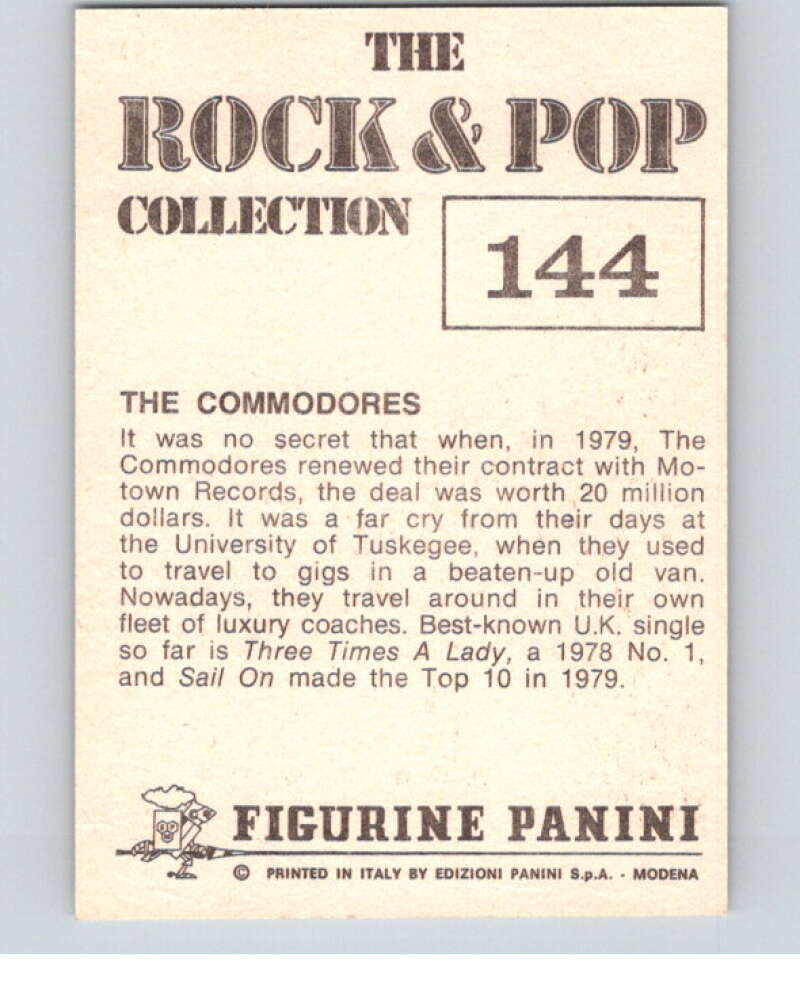 THE
ROCK & POP
COLLECTION
144
THE COMMODORES
It was no secret that when, in 1979, The
Commodores renewed their contract with Mo-
town Records, the deal was worth 20 million
dollars. It was a far cry from their days at
the University of Tuskegee, when they used
to travel to gigs in a beaten-up old van.
Nowadays, they travel around in their own
fleet of luxury coaches. Best-known U.K. single
so far is Three Times A Lady, a 1978 No. 1,
and Sail On made the Top 10 in 1979.
FIGURINE PANINI
© PRINTED IN ITALY BY EDIZIONI PANINI S.p.A. - MODENA